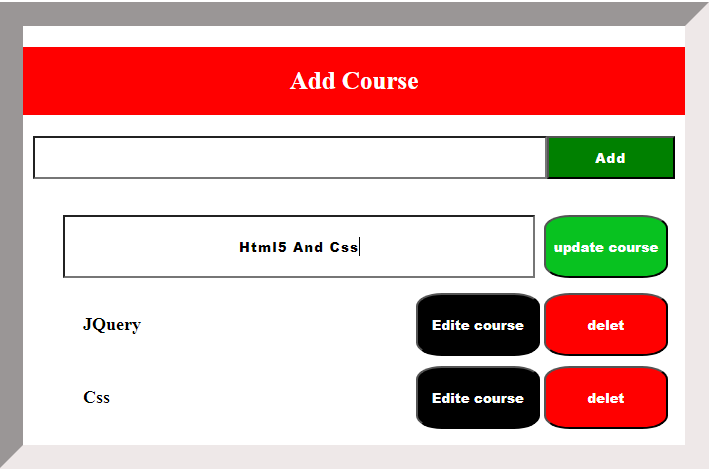 Add Course
Add
Html5 And Css
update course
JQuery
Edite course
delet
Css
Edite course
delet